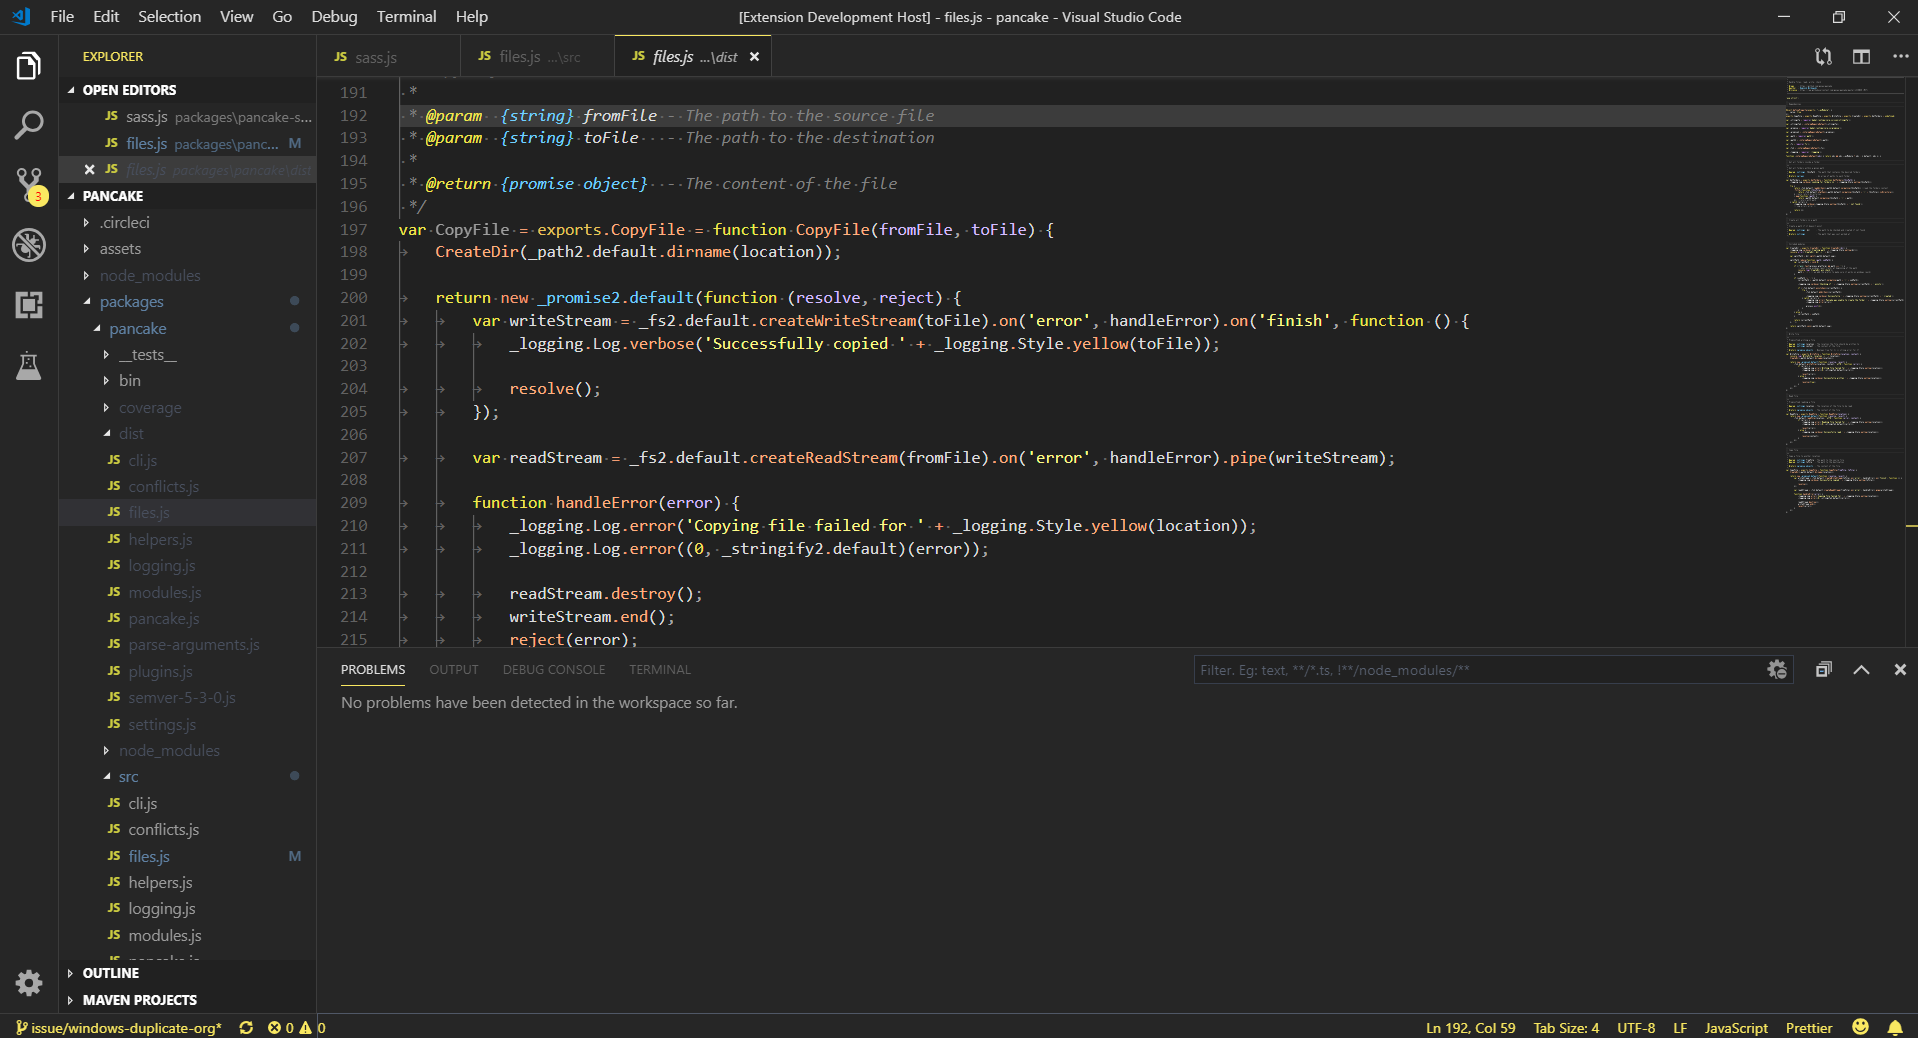 File Edit Selection View Go Debug Terminal Help
[Extension Development Host] - files.js - pancake - Visual Studio Code
EXPLORER
JS sass.js
JS files.js ...\src
JS files.js ...\dist
OPEN EDITORS
JS sass.js packages\pancake-s...
JS files.js packages\panc... M
JS files.js packages\pancake\dist
3
PANCAKE
.circleci
assets
node_modules
packages
pancake
__tests__
bin
coverage
dist
JS cli.js
JS conflicts.js
JS files.js
JS helpers.js
JS logging.js
JS modules.js
JS pancake.js
JS parse-arguments.js
JS plugins.js
JS semver-5-3-0.js
JS settings.js
node_modules
src
JS cli.js
JS conflicts.js
JS files.js M
JS helpers.js
JS logging.js
JS modules.js
JS pancake.js
OUTLINE
MAVEN PROJECTS
191 *
192 * @param {string} fromFile - The path to the source file
193 * @param {string} toFile - The path to the destination
194 *
195 * @return {promise object} - The content of the file
196 */
197 var CopyFile = exports.CopyFile = function CopyFile(fromFile, toFile) {
198 CreateDir(_path2.default.dirname(location));
199
200 return new _promise2.default(function (resolve, reject) {
201 var writeStream = _fs2.default.createWriteStream(toFile).on('error', handleError).on('finish', function () {
202 _logging.Log.verbose('Successfully copied ' + _logging.Style.yellow(toFile));
203
204 resolve();
205 });
206
207 var readStream = _fs2.default.createReadStream(fromFile).on('error', handleError).pipe(writeStream);
208
209 function handleError(error) {
210 _logging.Log.error('Copying file failed for ' + _logging.Style.yellow(location));
211 _logging.Log.error((0, _stringify2.default)(error));
212
213 readStream.destroy();
214 writeStream.end();
215 reject(error);
PROBLEMS OUTPUT DEBUG CONSOLE TERMINAL
Filter. Eg: text, **/*.ts, !**/node_modules/**
No problems have been detected in the workspace so far.
issue/windows-duplicate-org* 0 0
Ln 192, Col 59 Tab Size: 4 UTF-8 LF JavaScript Prettier